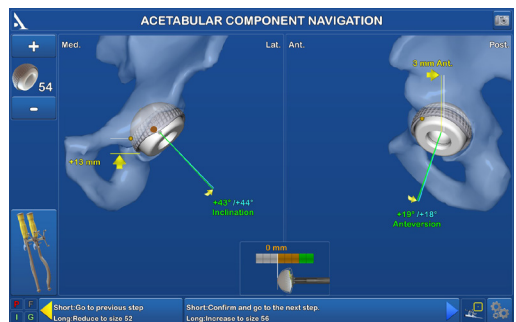 ACETABULAR COMPONENT NAVIGATION
Med.
Lat.
Ant.
Post.
+
54
-
3 mm Ant.
+13 mm
+43° /+44°
Inclination
+19° /+18°
Anteversion
0 mm
P F
I G
Short:Go to previous step
Long:Reduce to size 52
Short:Confirm and go to the next step.
Long:Increase to size 56